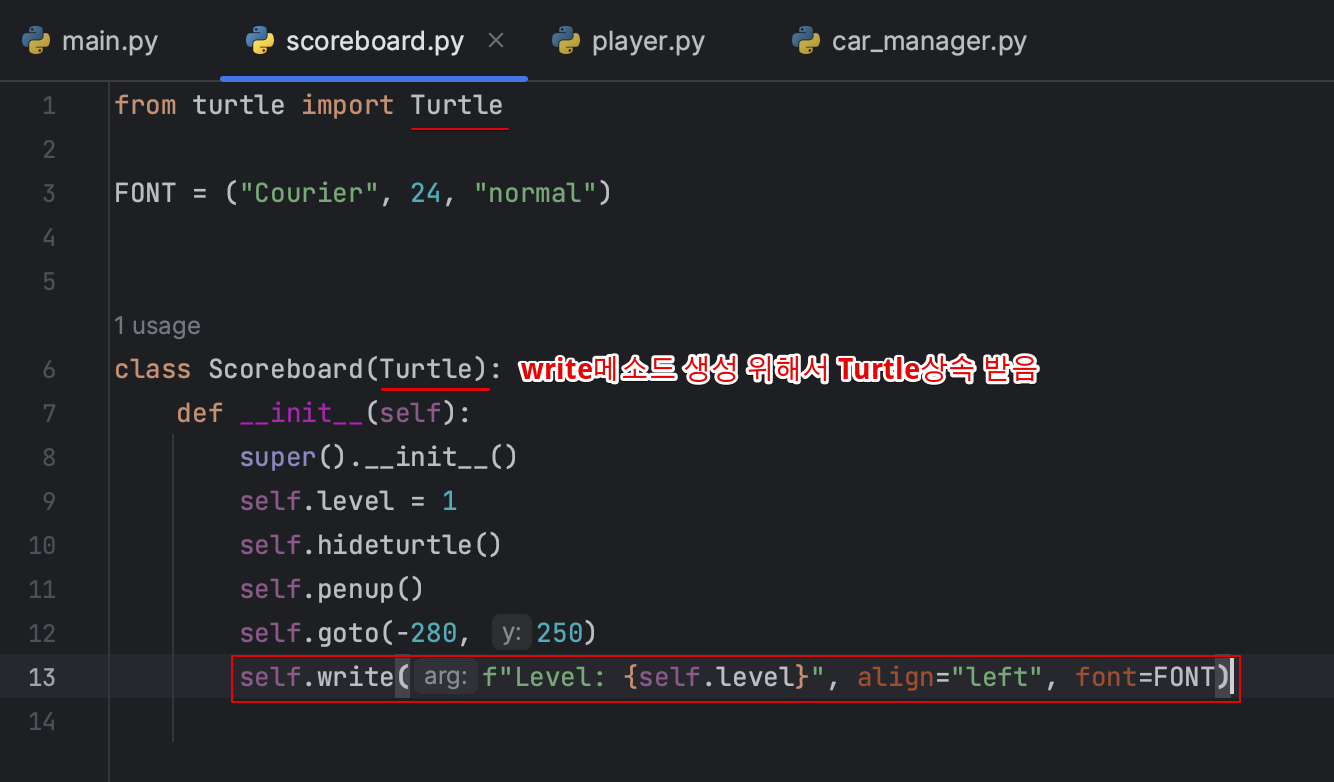 main.py scoreboard.py × player.py car_manager.py
1 from turtle import Turtle
2
3 FONT = ("Courier", 24, "normal")
4
5
1 usage
6 class Scoreboard(Turtle): write메소드 생성 위해서 Turtle상속 받음
7 def __init__(self):
8 super().__init__()
9 self.level = 1
10 self.hideturtle()
11 self.penup()
12 self.goto(-280, y: 250)
13 self.write(arg: f"Level: {self.level}", align="left", font=FONT)
14